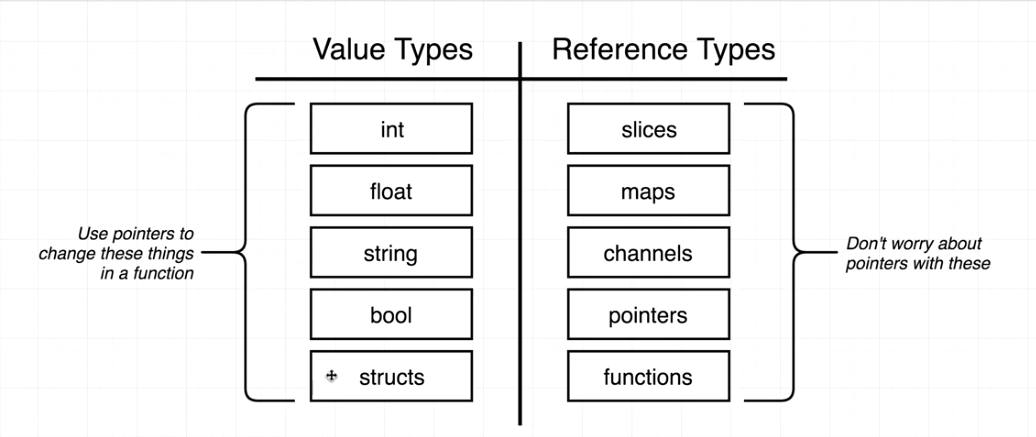 Value Types
Reference Types
int
slices
float
maps
Use pointers to
change these things
in a function
string
channels
Don't worry about
pointers with these
bool
pointers
structs
functions